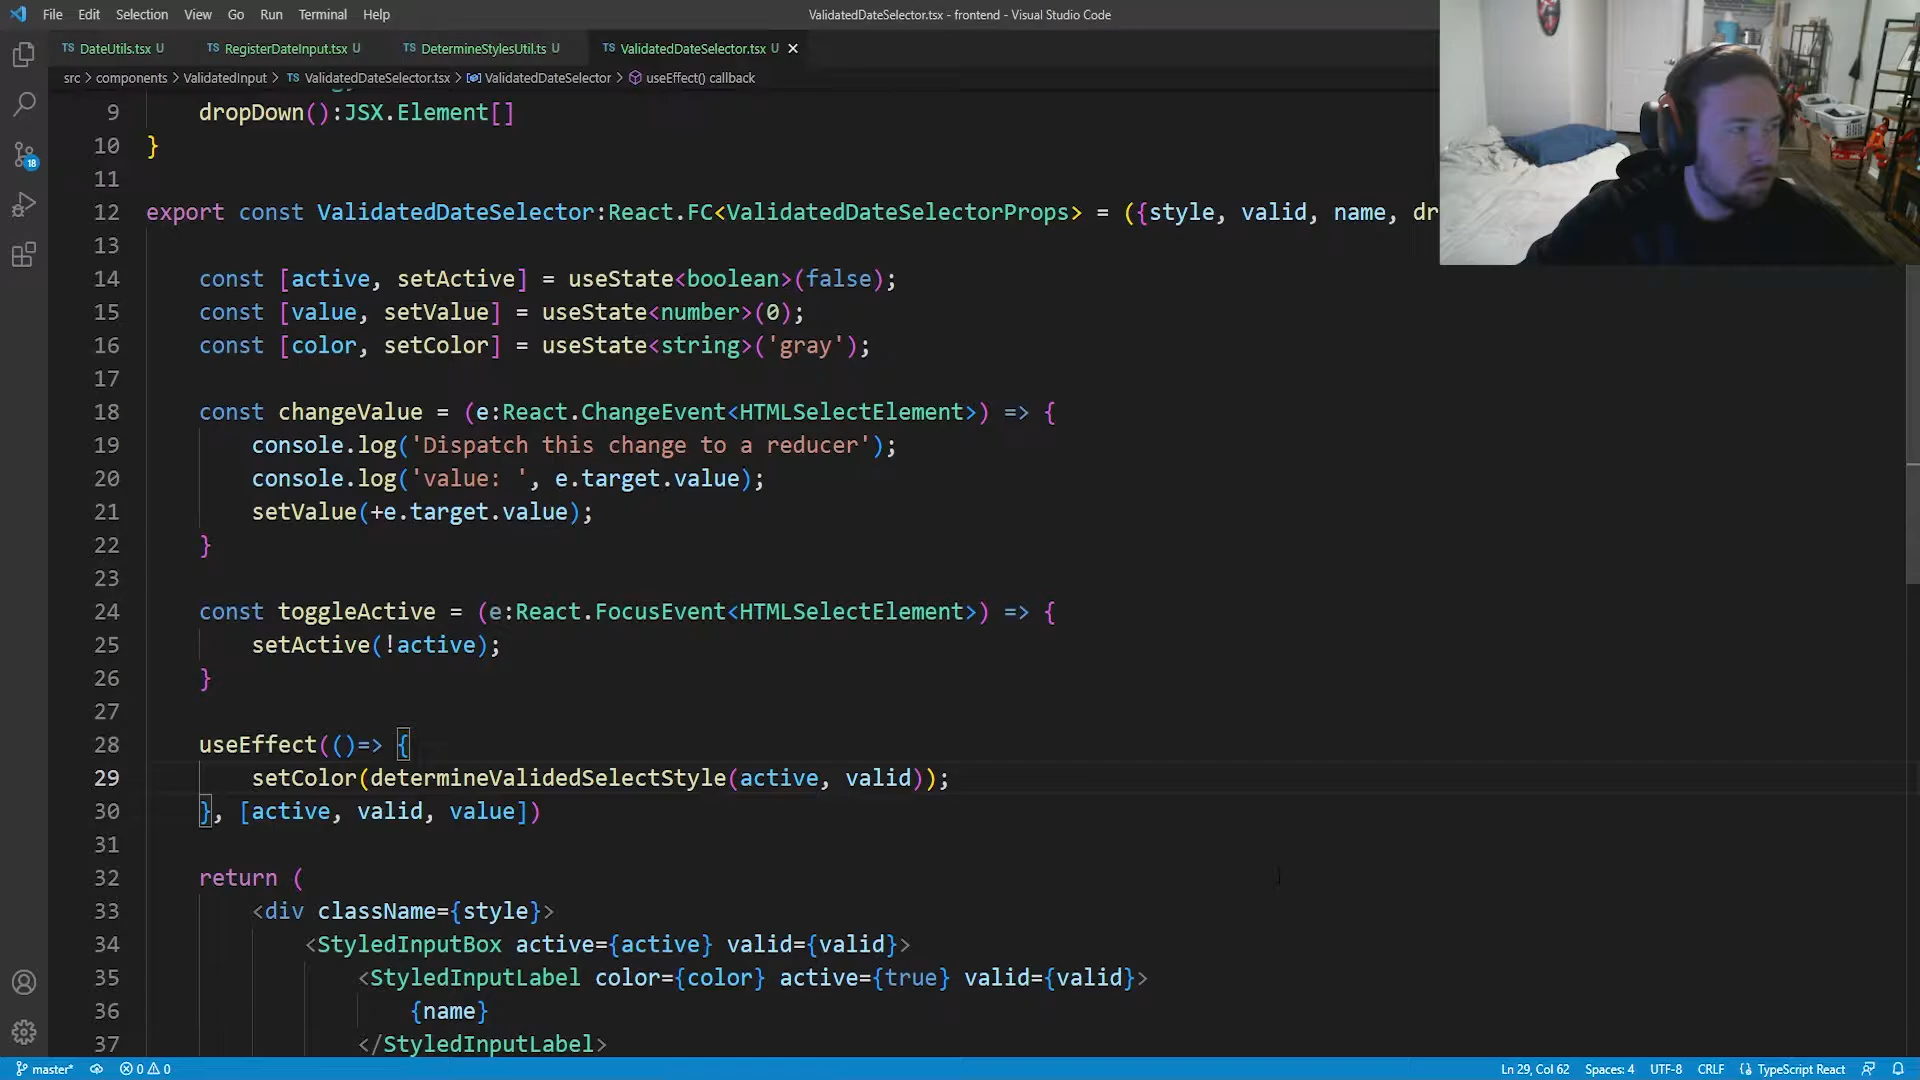 File Edit Selection View Go Run Terminal Help
ValidatedDateSelector.tsx - frontend - Visual Studio Code
TS DateUtils.tsx U TS RegisterDateInput.tsx U TS DetermineStylesUtil.ts U TS ValidatedDateSelector.tsx U ×
src > components > ValidatedInput > TS ValidatedDateSelector.tsx > ValidatedDateSelector > useEffect() callback
9 dropDown():JSX.Element[]
10 }
11
12 export const ValidatedDateSelector:React.FC<ValidatedDateSelectorProps> = ({style, valid, name, dr
13
14 const [active, setActive] = useState<boolean>(false);
15 const [value, setValue] = useState<number>(0);
16 const [color, setColor] = useState<string>('gray');
17
18 const changeValue = (e:React.ChangeEvent<HTMLSelectElement>) => {
19 console.log('Dispatch this change to a reducer');
20 console.log('value: ', e.target.value);
21 setValue(+e.target.value);
22 }
23
24 const toggleActive = (e:React.FocusEvent<HTMLSelectElement>) => {
25 setActive(!active);
26 }
27
28 useEffect(()=> {
29 setColor(determineValidedSelectStyle(active, valid));
30 }, [active, valid, value])
31
32 return (
33 <div className={style}>
34 <StyledInputBox active={active} valid={valid}>
35 <StyledInputLabel color={color} active={true} valid={valid}>
36 {name}
37 </StyledInputLabel>
18
master* 0 0 Ln 29, Col 62 Spaces: 4 UTF-8 CRLF TypeScript React